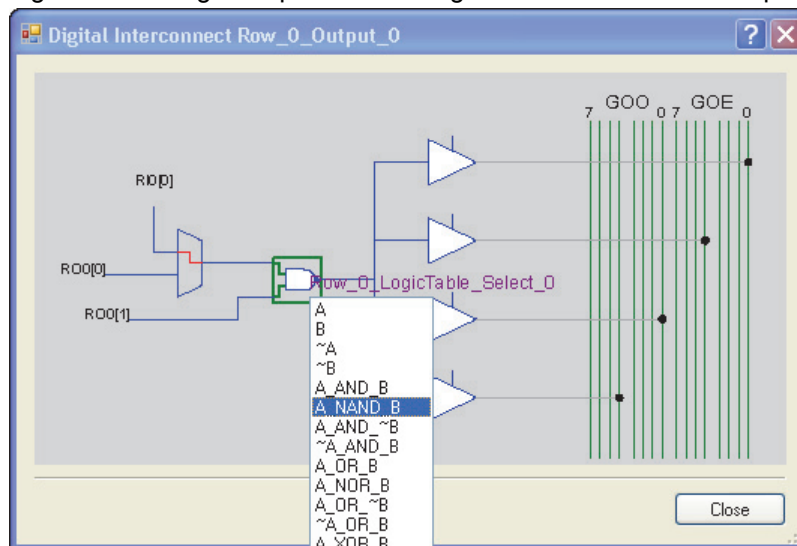 Digital Interconnect Row_0_Output_0
7 GOO 0 7 GOE 0
RI0[0]
RO0[0]
Row_0_LogicTable_Select_0
RO0[1]
A
B
~A
~B
A_AND_B
A_NAND_B
A_AND_~B
~A_AND_B
A_OR_B
A_NOR_B
A_OR_~B
~A_OR_B
A_XOR_B
Close